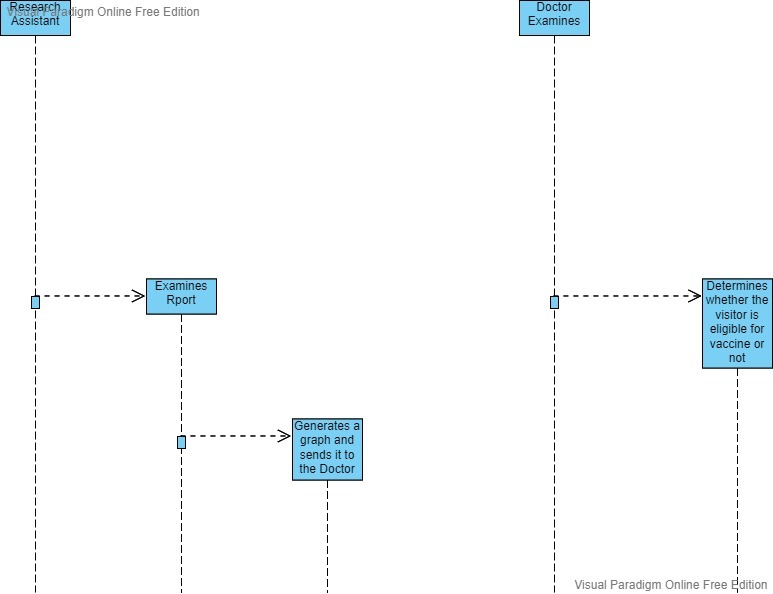 Research
Assistant
Visual Paradigm Online Free Edition
Doctor
Examines
Examines
Rport
Determines
whether the
visitor is
eligible for
vaccine or
not
Generates a
graph and
sends it to
the Doctor
Visual Paradigm Online Free Edition